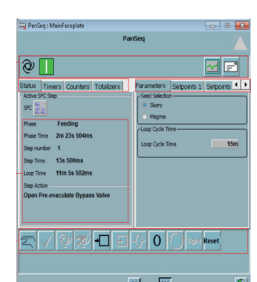 PanSeq : MainFaceplate
PanSeq
Status Timers Counters Totalizers
Parameters Setpoints 1 Setpoints
Active SFC Step
SFC
Phase Feeding
Phase Time 2m 23s 504ms
Step number 1
Step Time 13s 508ms
Loop Time 11m 5s 502ms
Step Action
Open Pre-evacuate Bypass Valve
Seed Selection
Slurry
Magma
Loop Cycle Time
Loop Cycle Time 15m
0
Reset